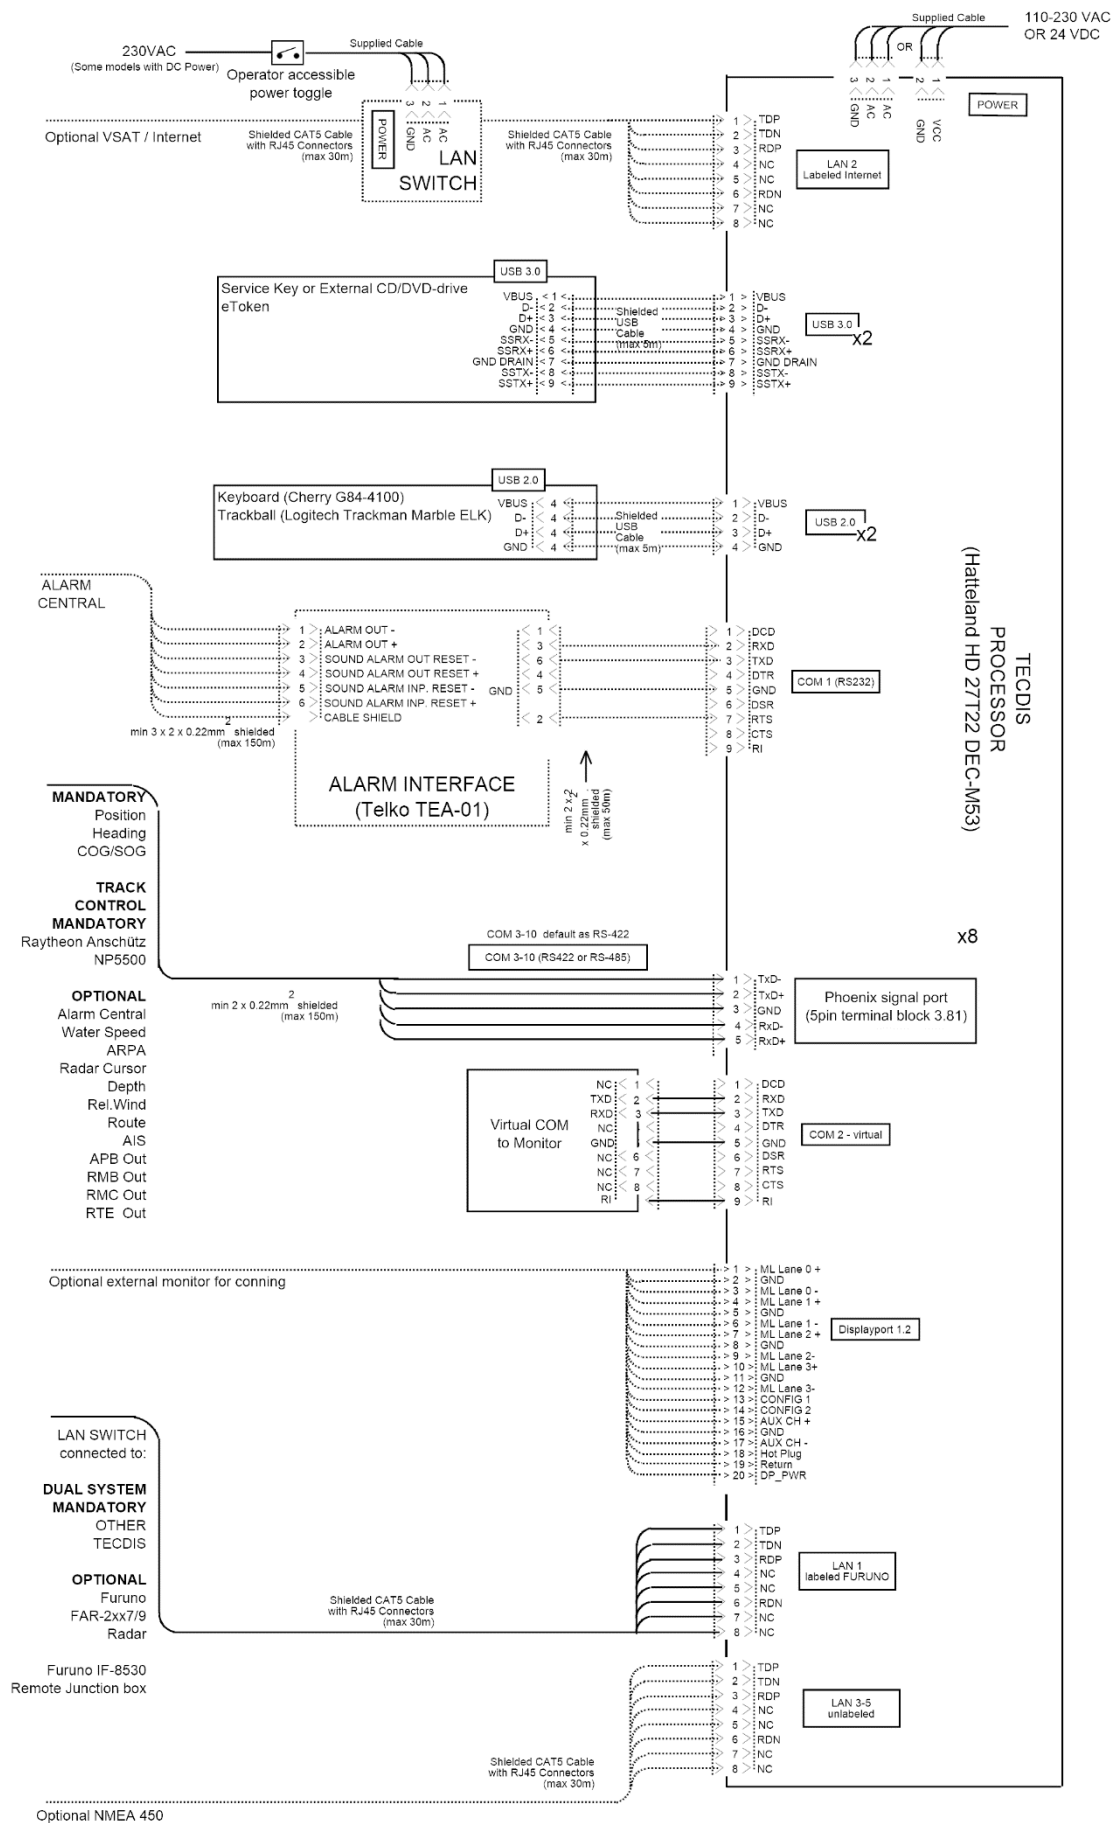 Supplied Cable
110-230 VAC
OR 24 VDC
OR
230VAC
(Some models with DC Power)
Supplied Cable
Operator accessible
power toggle
3 2 1
3 2 1 2 1
GND AC AC GND VCC
POWER
Optional VSAT / Internet
Shielded CAT5 Cable
with RJ45 Connectors
(max 30m)
POWER
GND AC AC
LAN
SWITCH
Shielded CAT5 Cable
with RJ45 Connectors
(max 30m)
1 TDP
2 TDN
3 RDP
4 NC
5 NC
6 RDN
7 NC
8 NC
LAN 2
Labeled Internet
USB 3.0
Service Key or External CD/DVD-drive
eToken
VBUS 1
D- 2
D+ 3
GND 4
SSRX- 5
SSRX+ 6
GND DRAIN 7
SSTX- 8
SSTX+ 9
Shielded
USB
Cable
(max 5m)
1 VBUS
2 D-
3 D+
4 GND
5 SSRX-
6 SSRX+
7 GND DRAIN
8 SSTX-
9 SSTX+
USB 3.0
x2
USB 2.0
Keyboard (Cherry G84-4100)
Trackball (Logitech Trackman Marble ELK)
VBUS 4
D- 4
D+ 4
GND 4
Shielded
USB
Cable
(max 5m)
1 VBUS
2 D-
3 D+
4 GND
USB 2.0
x2
TECDIS
PROCESSOR
(Hatteland HD 27T22 DEC-M53)
ALARM
CENTRAL
1 ALARM OUT -
2 ALARM OUT +
3 SOUND ALARM OUT RESET -
4 SOUND ALARM OUT RESET +
5 SOUND ALARM INP. RESET -
6 SOUND ALARM INP. RESET +
CABLE SHIELD
min 3 x 2 x 0.22mm2 shielded
(max 150m)
1
3
6
4
GND 5
2
ALARM INTERFACE
(Telko TEA-01)
min 2 x 2
x 0.22mm2
shielded
(max 50m)
1 DCD
2 RXD
3 TXD
4 DTR
5 GND
6 DSR
7 RTS
8 CTS
9 RI
COM 1 (RS232)
MANDATORY
Position
Heading
COG/SOG
TRACK
CONTROL
MANDATORY
Raytheon Anschütz
NP5500
OPTIONAL
Alarm Central
Water Speed
ARPA
Radar Cursor
Depth
Rel.Wind
Route
AIS
APB Out
RMB Out
RMC Out
RTE Out
min 2 x 0.22mm2 shielded
(max 150m)
COM 3-10 default as RS-422
COM 3-10 (RS422 or RS-485)
x8
1 TxD-
2 TxD+
3 GND
4 RxD-
5 RxD+
Phoenix signal port
(5pin terminal block 3.81)
Virtual COM
to Monitor
NC 1
TXD 2
RXD 3
NC
GND
NC 6
NC 7
NC 8
RI
1 DCD
2 RXD
3 TXD
4 DTR
5 GND
6 DSR
7 RTS
8 CTS
9 RI
COM 2 - virtual
Optional external monitor for conning
1 ML Lane 0 +
2 GND
3 ML Lane 0 -
4 ML Lane 1 +
5 GND
6 ML Lane 1 -
7 ML Lane 2 +
8 GND
9 ML Lane 2-
10 ML Lane 3+
11 GND
12 ML Lane 3-
13 CONFIG 1
14 CONFIG 2
15 AUX CH +
16 GND
17 AUX CH -
18 Hot Plug
19 Return
20 DP_PWR
Displayport 1.2
LAN SWITCH
connected to:
DUAL SYSTEM
MANDATORY
OTHER
TECDIS
OPTIONAL
Furuno
FAR-2xx7/9
Radar
Furuno IF-8530
Remote Junction box
Shielded CAT5 Cable
with RJ45 Connectors
(max 30m)
1 TDP
2 TDN
3 RDP
4 NC
5 NC
6 RDN
7 NC
8 NC
LAN 1
labeled FURUNO
1 TDP
2 TDN
3 RDP
4 NC
5 NC
6 RDN
7 NC
8 NC
LAN 3-5
unlabeled
Shielded CAT5 Cable
with RJ45 Connectors
(max 30m)
Optional NMEA 450